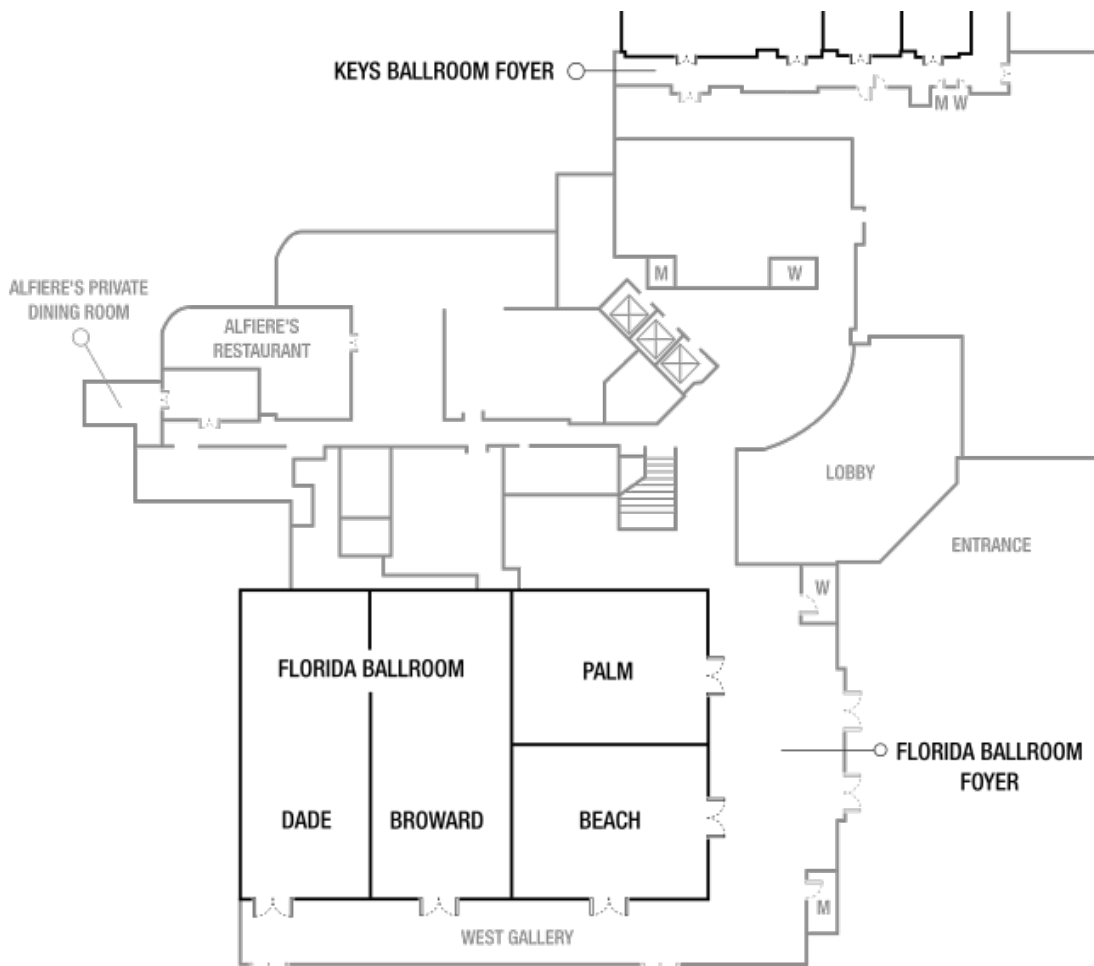 KEYS BALLROOM FOYER
M W
M
W
ALFIERE'S PRIVATE
DINING ROOM
ALFIERE'S
RESTAURANT
LOBBY
ENTRANCE
W
FLORIDA BALLROOM
PALM
FLORIDA BALLROOM
FOYER
DADE
BROWARD
BEACH
M
WEST GALLERY